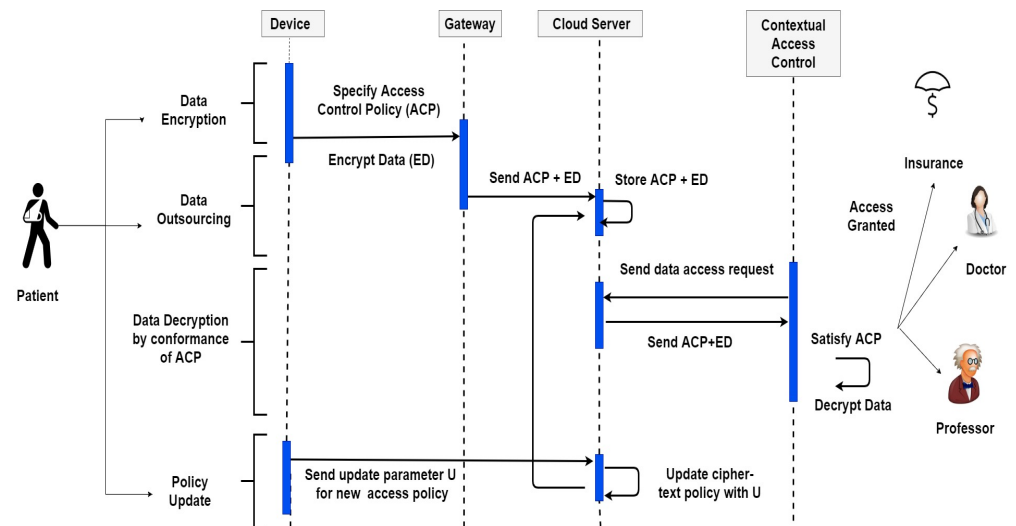 Device
Gateway
Cloud Server
Contextual
Access
Control
Data
Encryption
Specify Access
Control Policy (ACP)
Encrypt Data (ED)
Data
Outsourcing
Send ACP + ED
Store ACP + ED
Insurance
Access
Granted
Doctor
Patient
Data Decryption
by conformance
of ACP
Send data access request
Send ACP+ED
Satisfy ACP
Decrypt Data
Professor
Policy
Update
Send update parameter U
for new access policy
Update cipher-
text policy with U